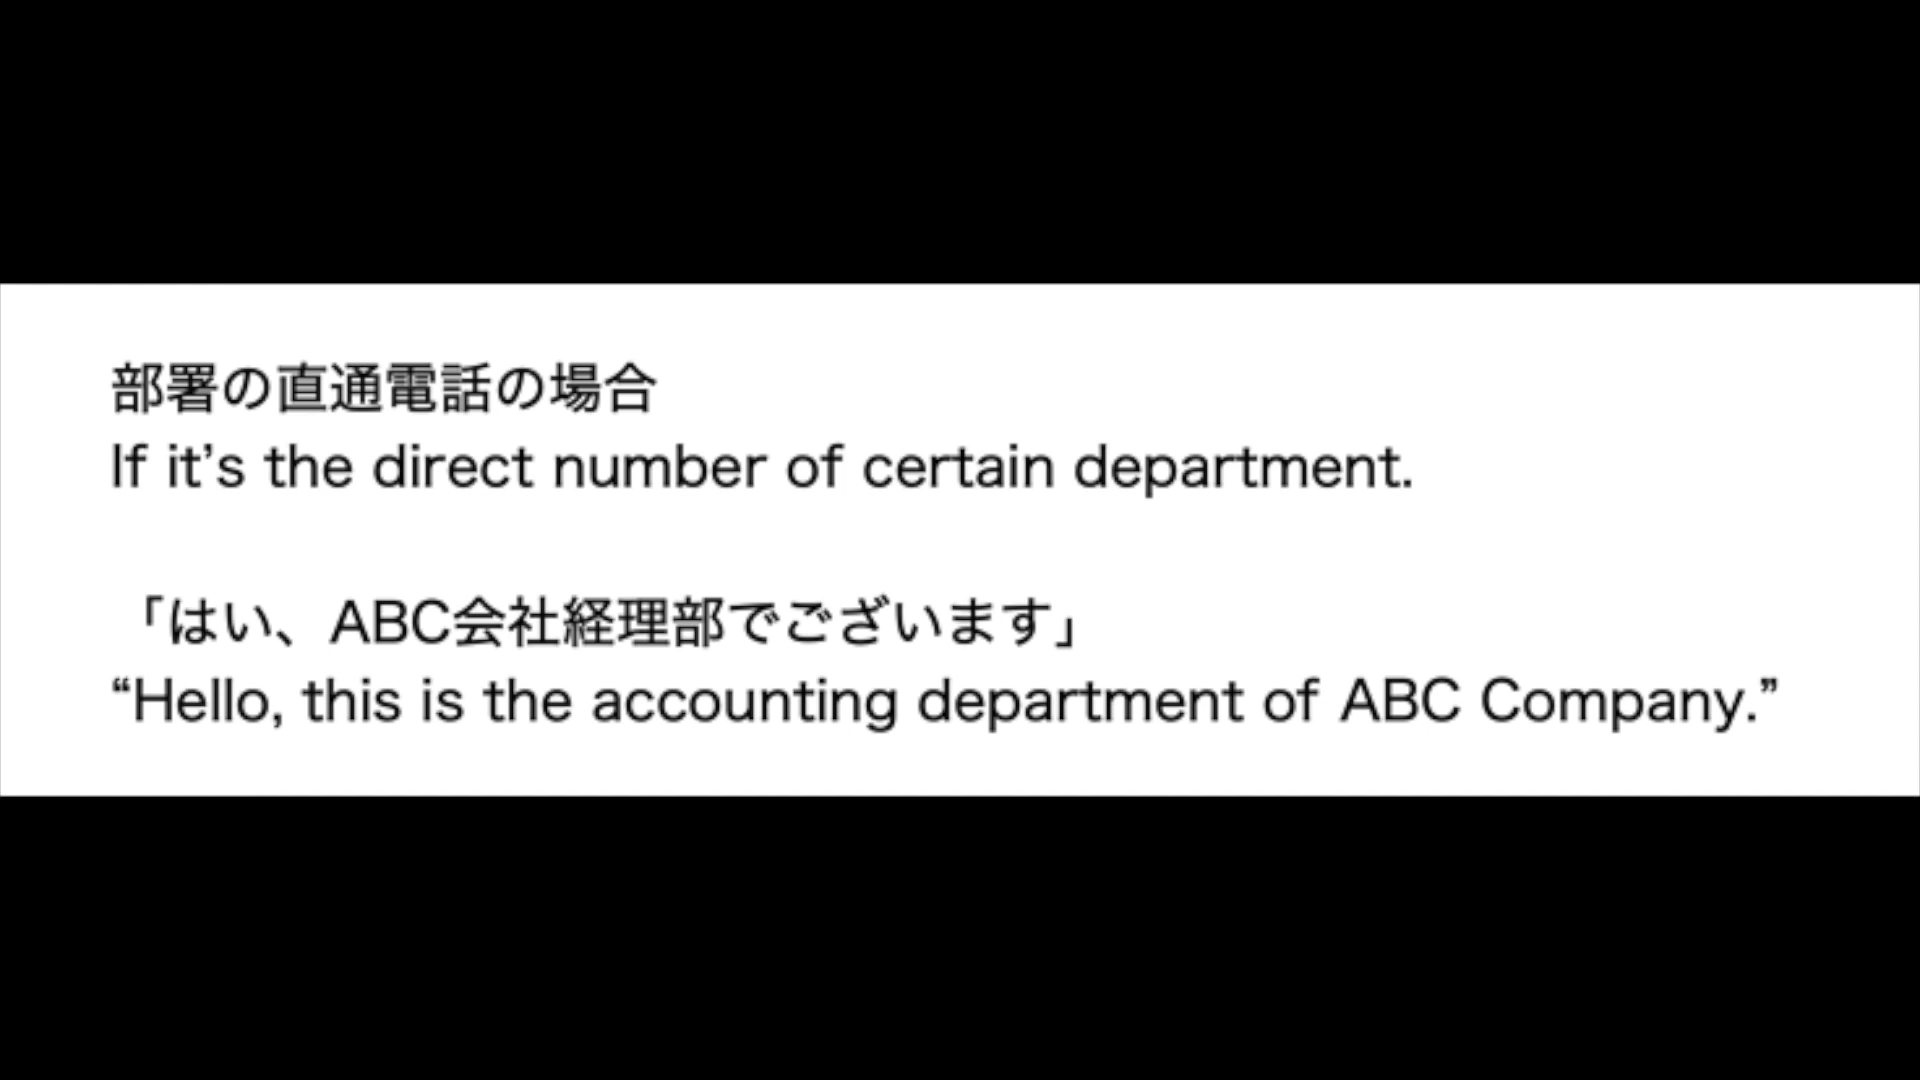 部署の直通電話の場合
If it’s the direct number of certain department.
「はい、ABC会社経理部でございます」
“Hello, this is the accounting department of ABC Company.”